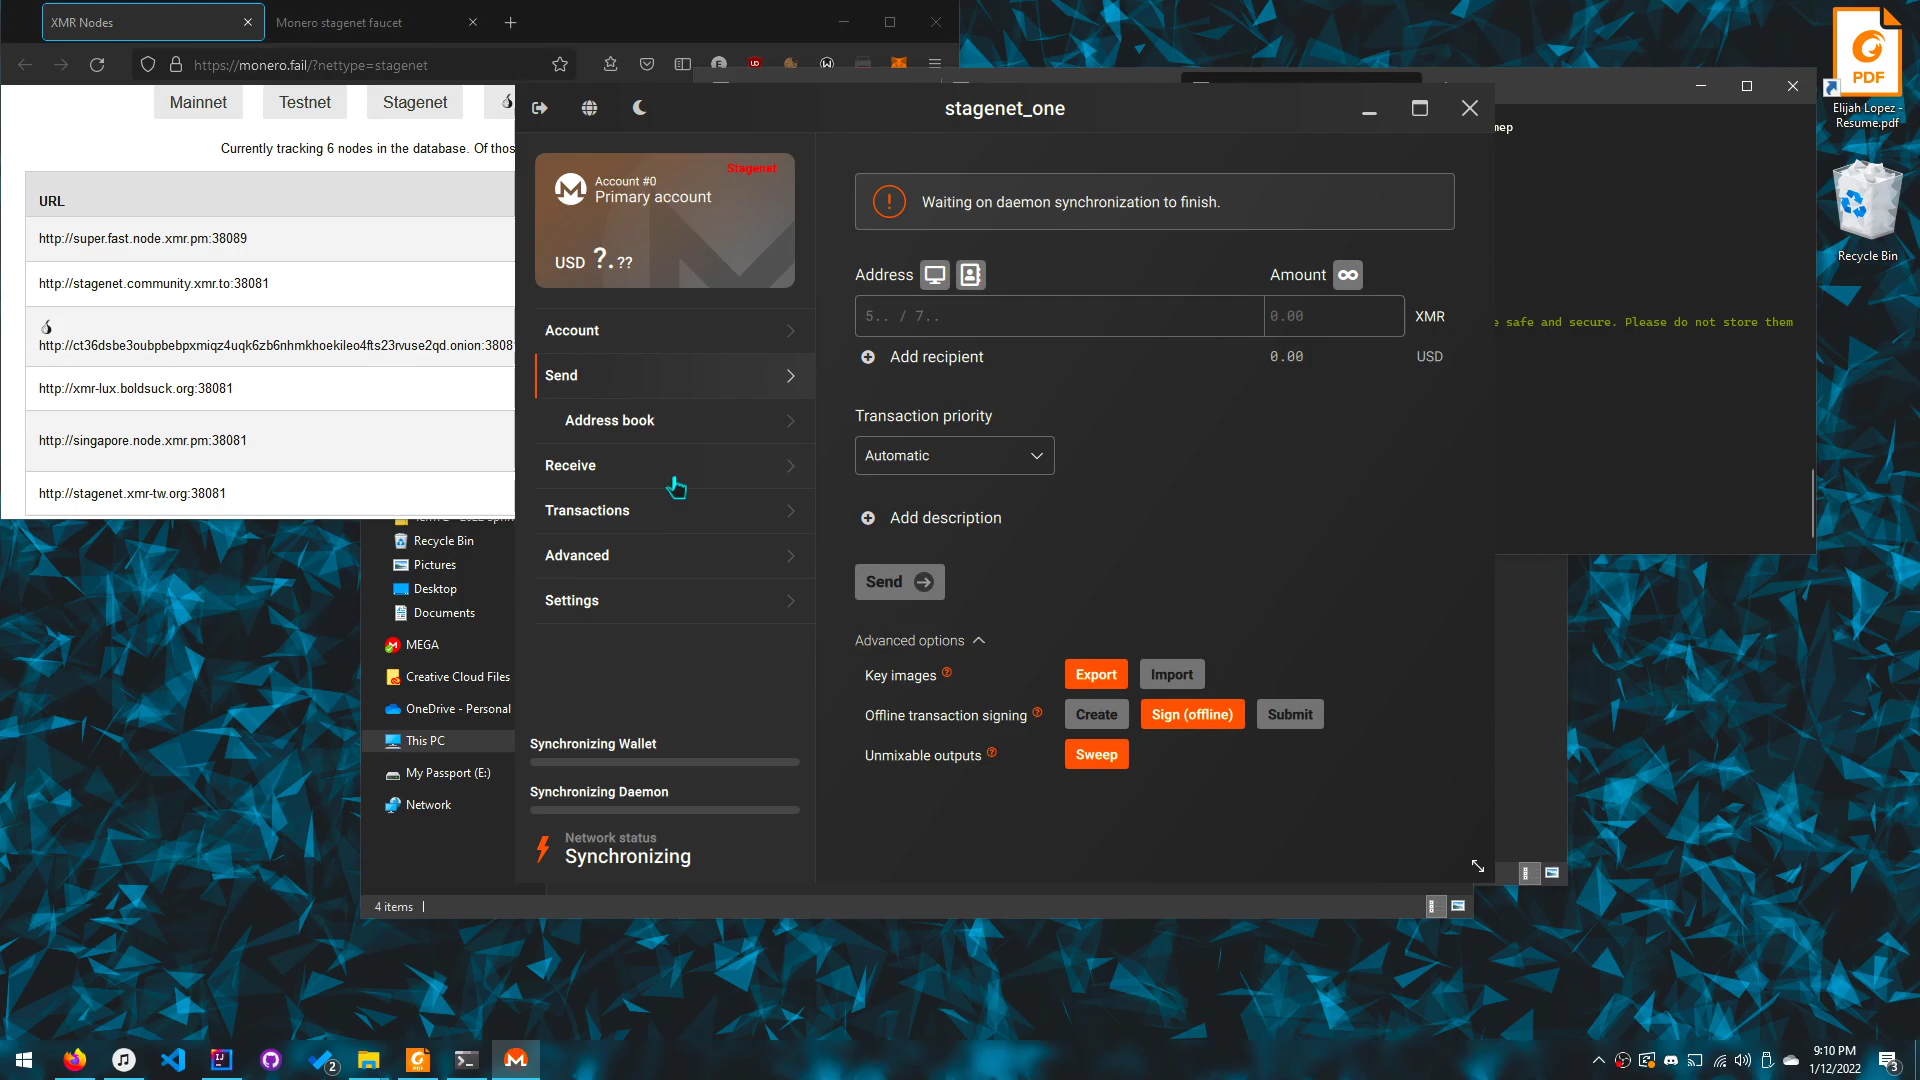 XMR Nodes
Monero stagenet faucet
https://monero.fail/?nettype=stagenet
Mainnet
Testnet
Stagenet
Currently tracking 6 nodes in the database. Of thos
URL
http://super.fast.node.xmr.pm:38089
http://stagenet.community.xmr.to:38081
http://ct36dsbe3oubpbebpxmiqz4uqk6zb6nhmkhoekileo4fts23rvuse2qd.onion:3808
http://xmr-lux.boldsuck.org:38081
http://singapore.node.xmr.pm:38081
http://stagenet.xmr-tw.org:38081
Recycle Bin
Pictures
Desktop
Documents
MEGA
Creative Cloud Files
OneDrive - Personal
This PC
My Passport (E:)
Network
4 items
stagenet_one
Stagenet
Account #0
Primary account
USD ?.??
Account
Send
Address book
Receive
Transactions
Advanced
Settings
Synchronizing Wallet
Synchronizing Daemon
Network status
Synchronizing
Waiting on daemon synchronization to finish.
Address
Amount
5.. / 7..
0.00
XMR
Add recipient
0.00
USD
Transaction priority
Automatic
Add description
Send
Advanced options
Key images
Export
Import
Offline transaction signing
Create
Sign (offline)
Submit
Unmixable outputs
Sweep
safe and secure. Please do not store them
PDF
Elijah Lopez -
Resume.pdf
Recycle Bin
2
9:10 PM
1/12/2022
3